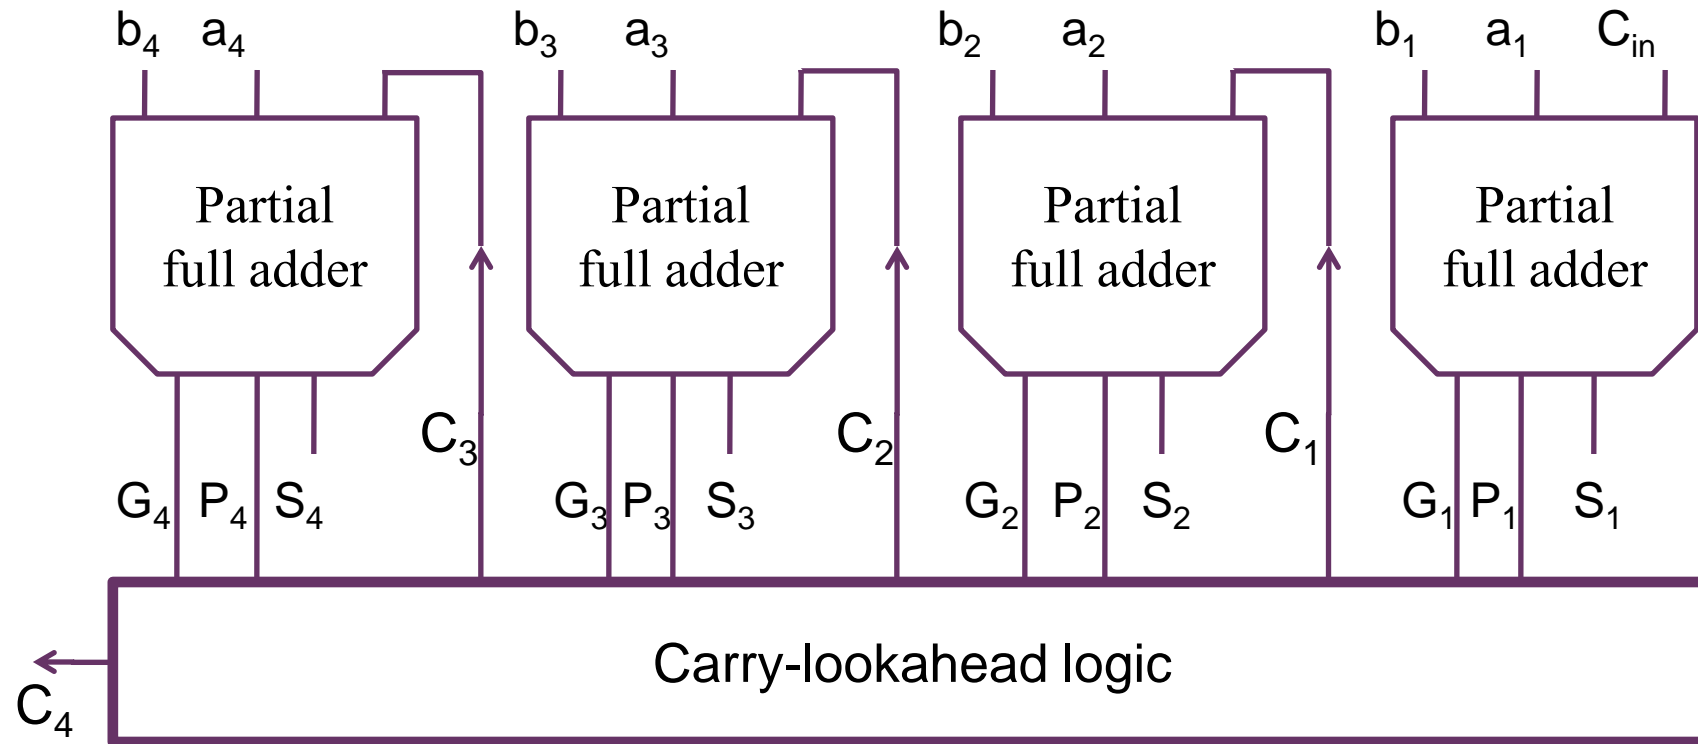 b₄ a₄ b₃ a₃ b₂ a₂ b₁ a₁ Cᵢₙ
Partial Partial Partial Partial
full adder full adder full adder full adder
C₃ C₂ C₁
G₄ P₄ S₄ G₃ P₃ S₃ G₂ P₂ S₂ G₁ P₁ S₁
Carry-lookahead logic
C₄